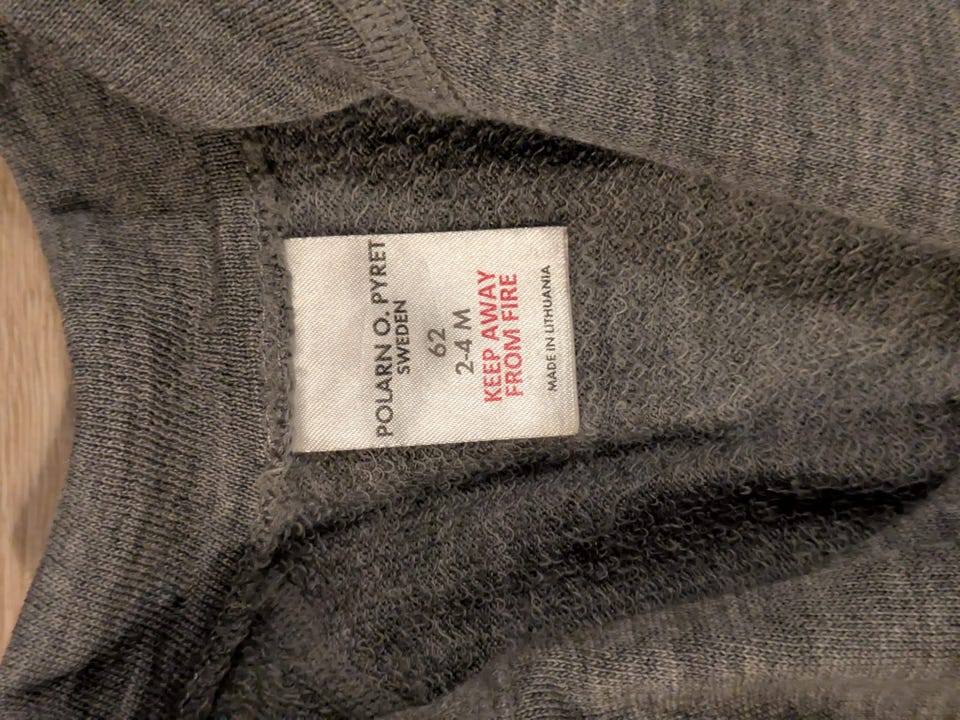 POLARN O. PYRET
SWEDEN
62
2-4 M
KEEP AWAY
FROM FIRE
MADE IN LITHUANIA